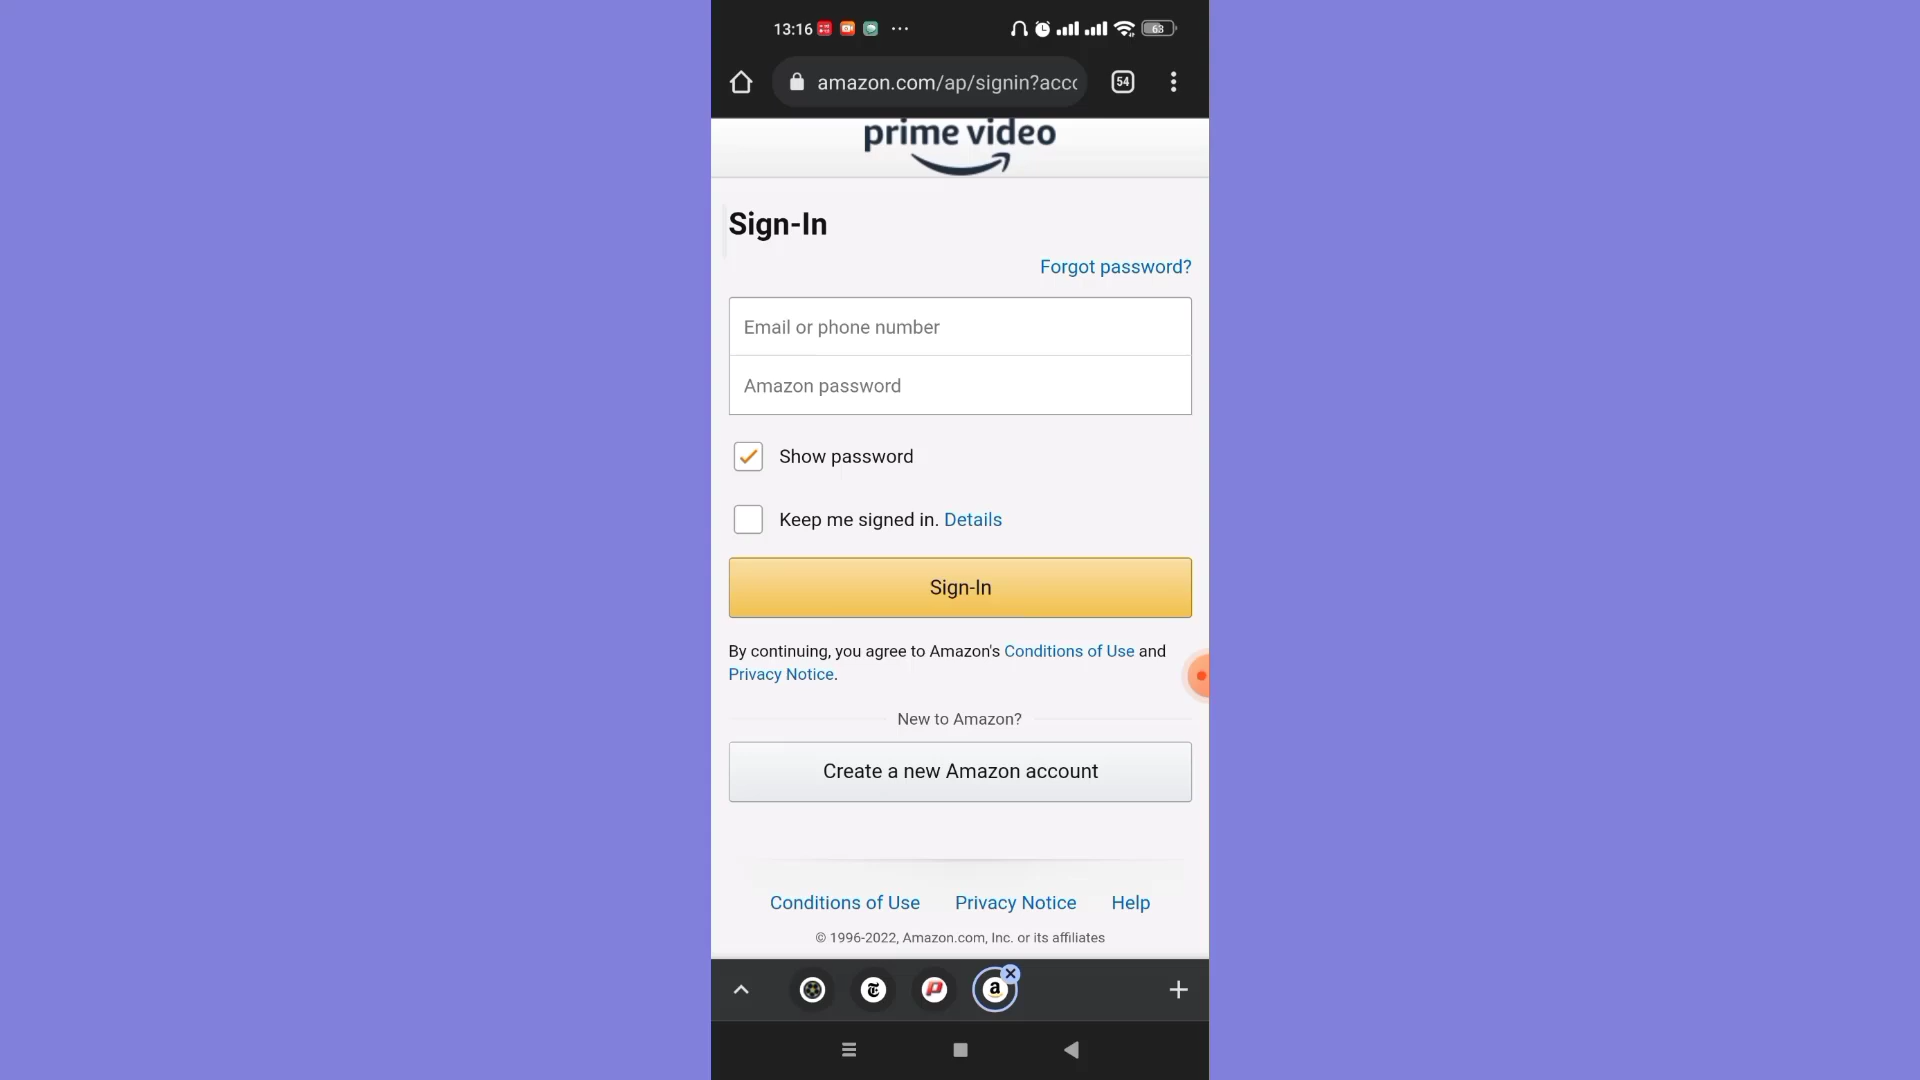 13:16
63
amazon.com/ap/signin?acc
54
prime video
Sign-In
Forgot password?
Email or phone number
Amazon password
Show password
Keep me signed in. Details
Sign-In
By continuing, you agree to Amazon's Conditions of Use and
Privacy Notice.
New to Amazon?
Create a new Amazon account
Conditions of Use Privacy Notice Help
© 1996-2022, Amazon.com, Inc. or its affiliates